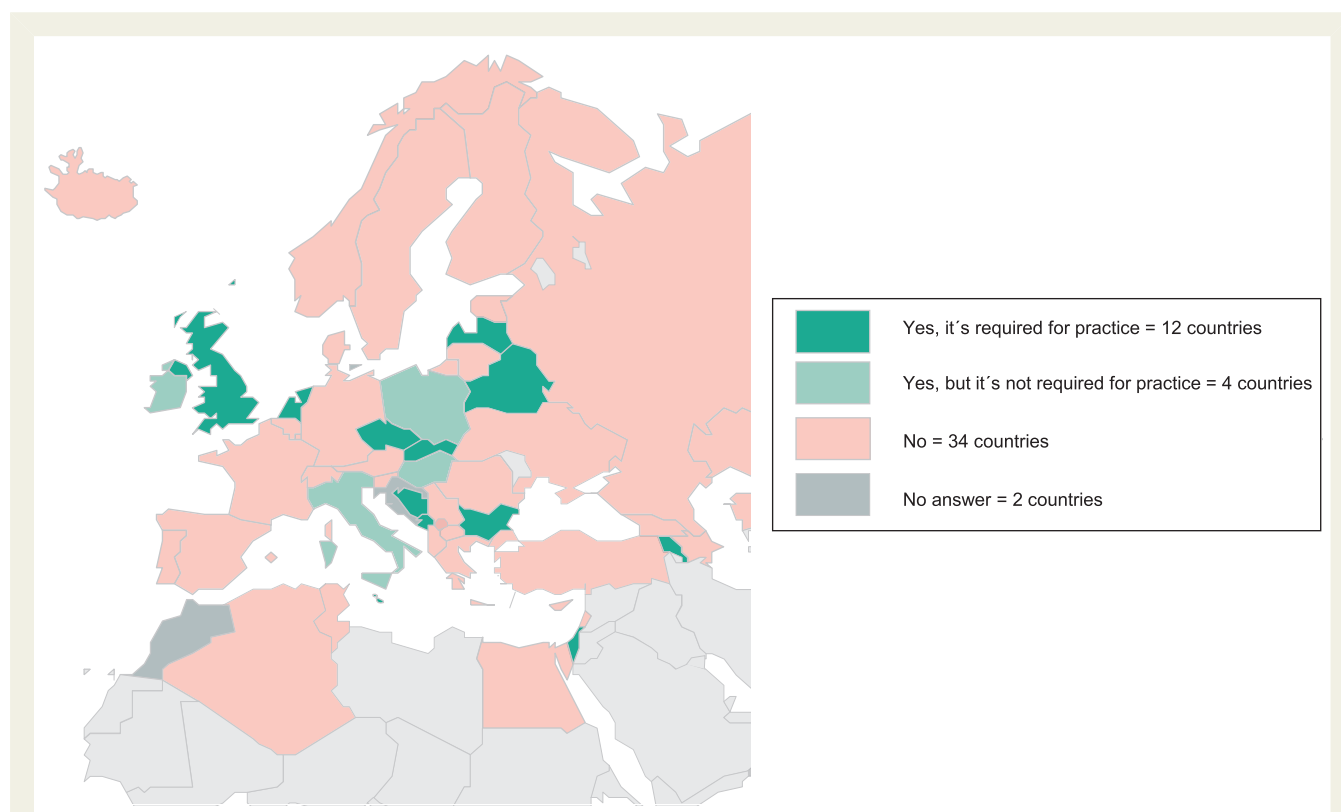 Yes, it´s required for practice = 12 countries
Yes, but it´s not required for practice = 4 countries
No = 34 countries
No answer = 2 countries